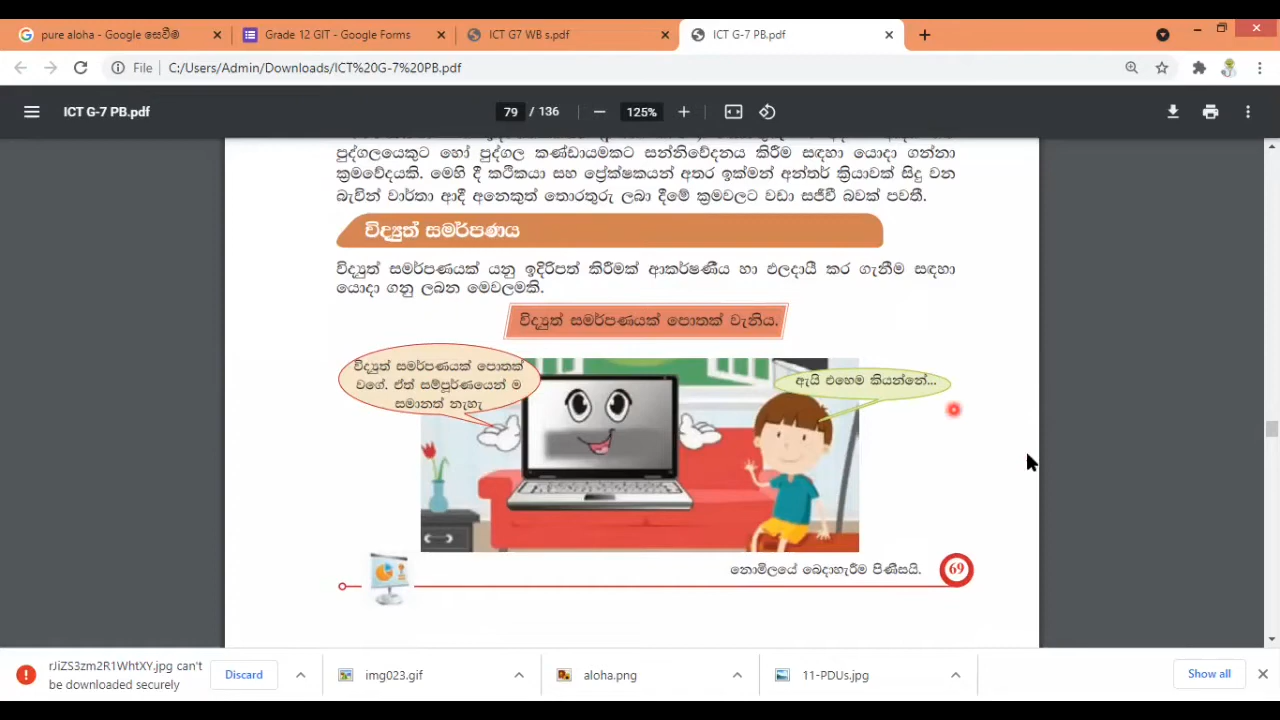 pure aloha - Google සෙවීම
Grade 12 GIT - Google Forms
ICT G7 WB s.pdf
ICT G-7 PB.pdf
File
C:/Users/Admin/Downloads/ICT%20G-7%20PB.pdf
ICT G-7 PB.pdf
79 / 136
125%
පුද්ගලයෙකුට හෝ පුද්ගල කණ්ඩායමකට සන්නිවේදනය කිරීම සඳහා යොදා ගන්නා
ක්‍රමවේදයකි. මෙහි දී කථිකයා සහ ප්‍රේක්ෂකයන් අතර ඉක්මන් අන්තර් ක්‍රියාවක් සිදු වන
බැවින් වාර්තා ආදී අනෙකුත් තොරතුරු ලබා දීමේ ක්‍රමවලට වඩා සජීවී බවක් පවතී.
විද්‍යුත් සමර්පණය
විද්‍යුත් සමර්පණයක් යනු ඉදිරිපත් කිරීමක් ආකර්ෂණීය හා ඵලදායී කර ගැනීම සඳහා
යොදා ගනු ලබන මෙවලමකි.
විද්‍යුත් සමර්පණයක් පොතක් වැනිය.
විද්‍යුත් සමර්පණයක් පොතක්
වගේ. ඒත් සම්පූර්ණයෙන් ම
සමානත් නැහැ
ඇයි එහෙම කියන්නේ...
නොමිලයේ බෙදාහැරීම පිණිසයි.
69
rJiZS3zm2R1WhtXY.jpg can't
be downloaded securely
Discard
img023.gif
aloha.png
11-PDUs.jpg
Show all